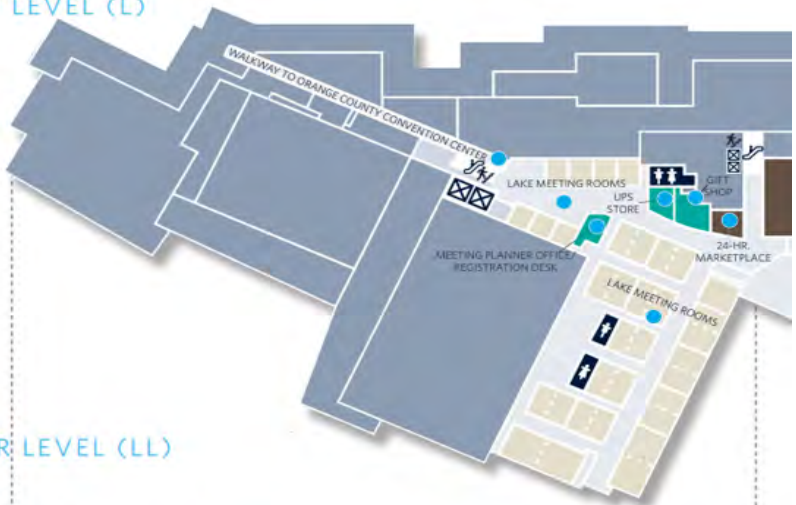 LEVEL (L)
WALKWAY TO ORANGE COUNTY CONVENTION CENTER
LAKE MEETING ROOMS
GIFT
SHOP
UPS
STORE
24-HR.
MARKETPLACE
MEETING PLANNER OFFICE/
REGISTRATION DESK
LAKE MEETING ROOMS
R LEVEL (LL)